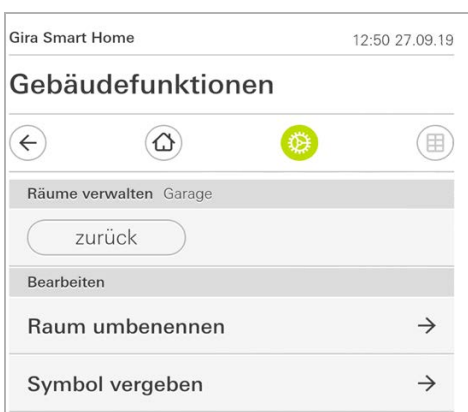 Gira Smart Home 12:50 27.09.19
Gebäudefunktionen
Räume verwalten Garage
zurück
Bearbeiten
Raum umbenennen
Symbol vergeben